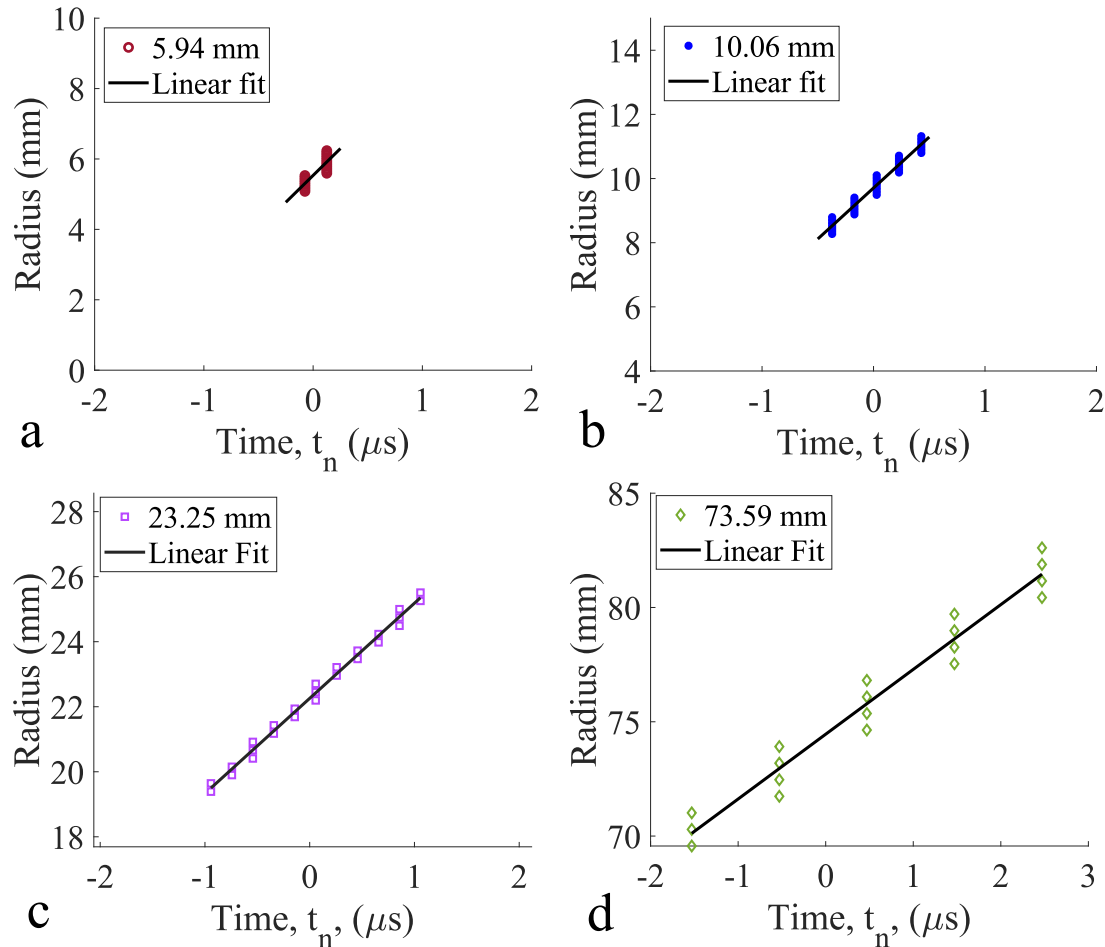 5.94 mm
Linear fit
10
8
6
4
2
0
Radius (mm)
-2 -1 0 1 2
Time, t_n (μs)
a
10.06 mm
Linear fit
14
12
10
8
6
4
Radius (mm)
-2 -1 0 1 2
Time, t_n (μs)
b
23.25 mm
Linear Fit
28
26
24
22
20
18
Radius (mm)
-2 -1 0 1 2
Time, t_n, (μs)
c
73.59 mm
Linear Fit
85
80
75
70
Radius (mm)
-2 -1 0 1 2 3
Time, t_n, (μs)
d